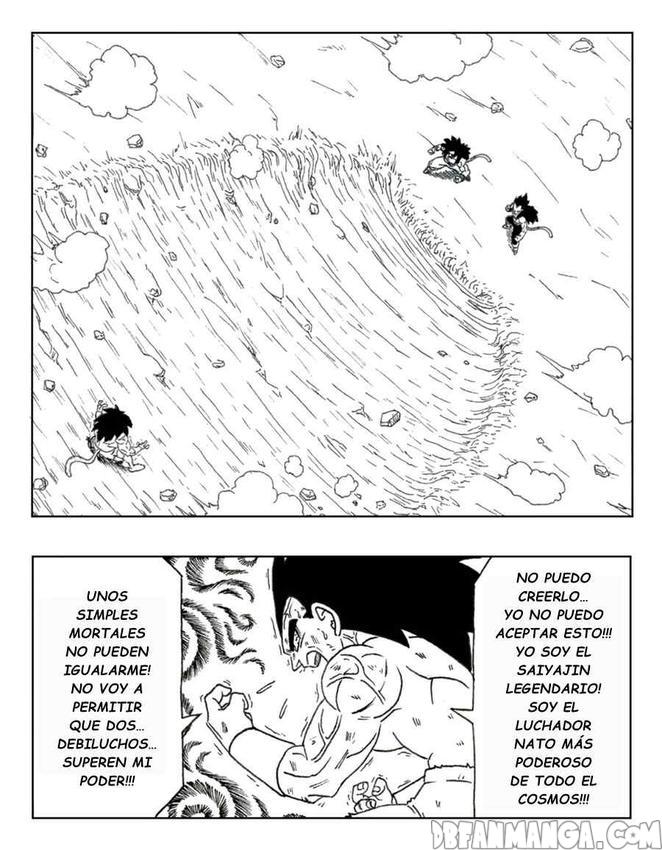 NO PUEDO
CREERLO...
YO NO PUEDO
ACEPTAR ESTO!!!
YO SOY EL
SAIYAJIN
LEGENDARIO!
SOY EL
LUCHADOR
NATO MÁS
PODEROSO
DE TODO EL
COSMOS!!!
UNOS
SIMPLES
MORTALES
NO PUEDEN
IGUALARME!
NO VOY A
PERMITIR
QUE DOS...
DEBILUCHOS...
SUPEREN MI
PODER!!!
DBFANMANGA.COM